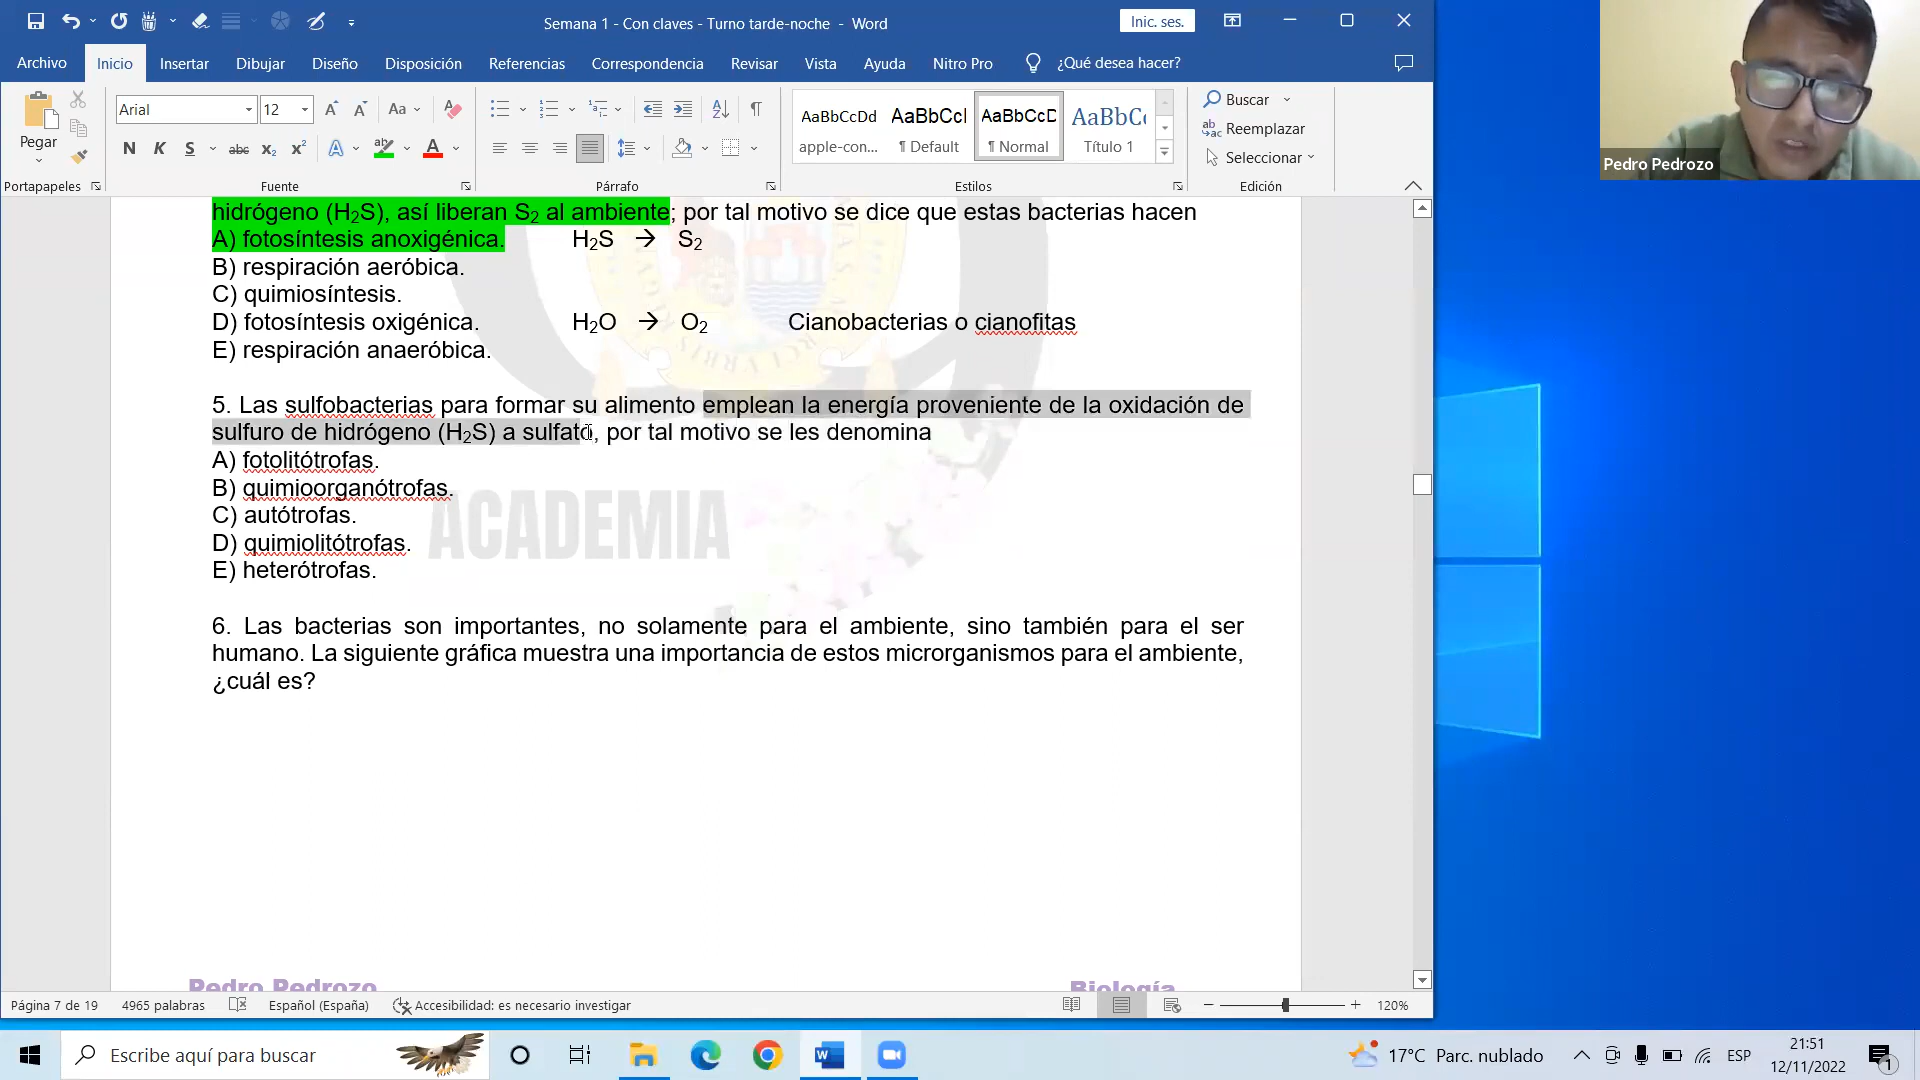 Semana 1 - Con claves - Turno tarde-noche - Word
Inic. ses.
Archivo Inicio Insertar Dibujar Diseño Disposición Referencias Correspondencia Revisar Vista Ayuda Nitro Pro ¿Qué desea hacer?
Pegar
Arial 12
Aa
N K S abc x₂ x²
AaBbCcDd AaBbCcI AaBbCcD AaBbCc
apple-con... ¶ Default ¶ Normal Título 1
Buscar
Reemplazar
Seleccionar
Portapapeles Fuente Párrafo Estilos Edición
Pedro Pedrozo
hidrógeno (H₂S), así liberan S₂ al ambiente; por tal motivo se dice que estas bacterias hacen
A) fotosíntesis anoxigénica. H₂S → S₂
B) respiración aeróbica.
C) quimiosíntesis.
D) fotosíntesis oxigénica. H₂O → O₂ Cianobacterias o cianofitas
E) respiración anaeróbica.
5. Las sulfobacterias para formar su alimento emplean la energía proveniente de la oxidación de
sulfuro de hidrógeno (H₂S) a sulfato, por tal motivo se les denomina
A) fotolitótrofas.
B) quimioorganótrofas.
C) autótrofas.
D) quimiolitótrofas.
E) heterótrofas.
ACADEMIA
6. Las bacterias son importantes, no solamente para el ambiente, sino también para el ser
humano. La siguiente gráfica muestra una importancia de estos microrganismos para el ambiente,
¿cuál es?
Pedro Pedrozo Biología
Página 7 de 19 4965 palabras Español (España) Accesibilidad: es necesario investigar 120%
Escribe aquí para buscar
17°C Parc. nublado ESP
21:51
12/11/2022
1